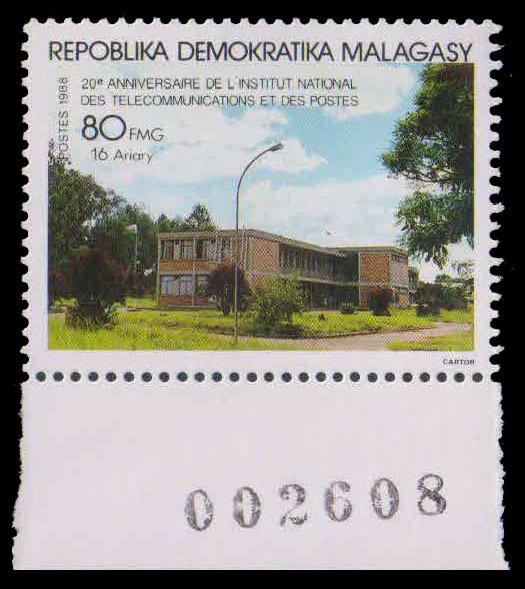 REPOBLIKA DEMOKRATIKA MALAGASY
20e ANNIVERSAIRE DE L'INSTITUT NATIONAL
DES TELECOMMUNICATIONS ET DES POSTES
POSTES 1988
80 FMG
16 Ariary
CARTOR
002608